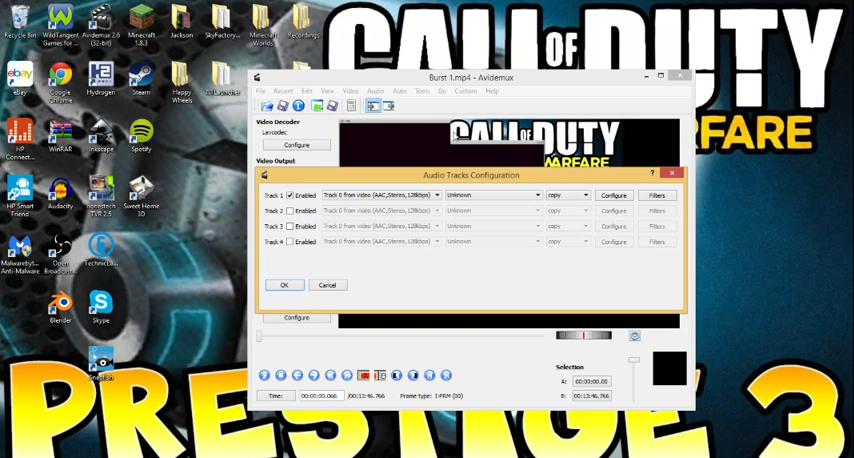 CALL OF DUTY
WARFARE
PRESTIGE 3
Recycle Bin
WildTangent Games for ...
Avidemux 2.6 (32-bit)
Minecraft 1.8.3
Jackson
SkyFactory...
Minecraft Worlds
Recordings
eBay
Google Chrome
Hydrogen
Steam
Happy Wheels
ATLauncher
HP Connect...
WinRAR
Inkscape
Spotify
HP Smart Friend
Audacity
honestech TVR 2.5
Sweet Home 3D
Malwareby... Anti-Malware
Open Broadcast...
TechnicLa...
Blender
Skype
Burst 1.mp4 - Avidemux
File Recent Edit View Video Audio Auto Tools Go Custom Help
Video Decoder
Lavcodec
Configure
Video Output
CALL OF DUTY
WARFARE
Audio Tracks Configuration
Track 1 Enabled Track 0 from video (AAC,Stereo,128kbps) Unknown copy Configure Filters
Track 2 Enabled Track 0 from video (AAC,Stereo,128kbps) Unknown copy Configure Filters
Track 3 Enabled Track 0 from video (AAC,Stereo,128kbps) Unknown copy Configure Filters
Track 4 Enabled Track 0 from video (AAC,Stereo,128kbps) Unknown copy Configure Filters
OK Cancel
Configure
Selection
A: 00:00:00.00
B: 00:13:46.766
Time: 00:00:00.066 /00:13:46.766 Frame type: I-FRM (00)